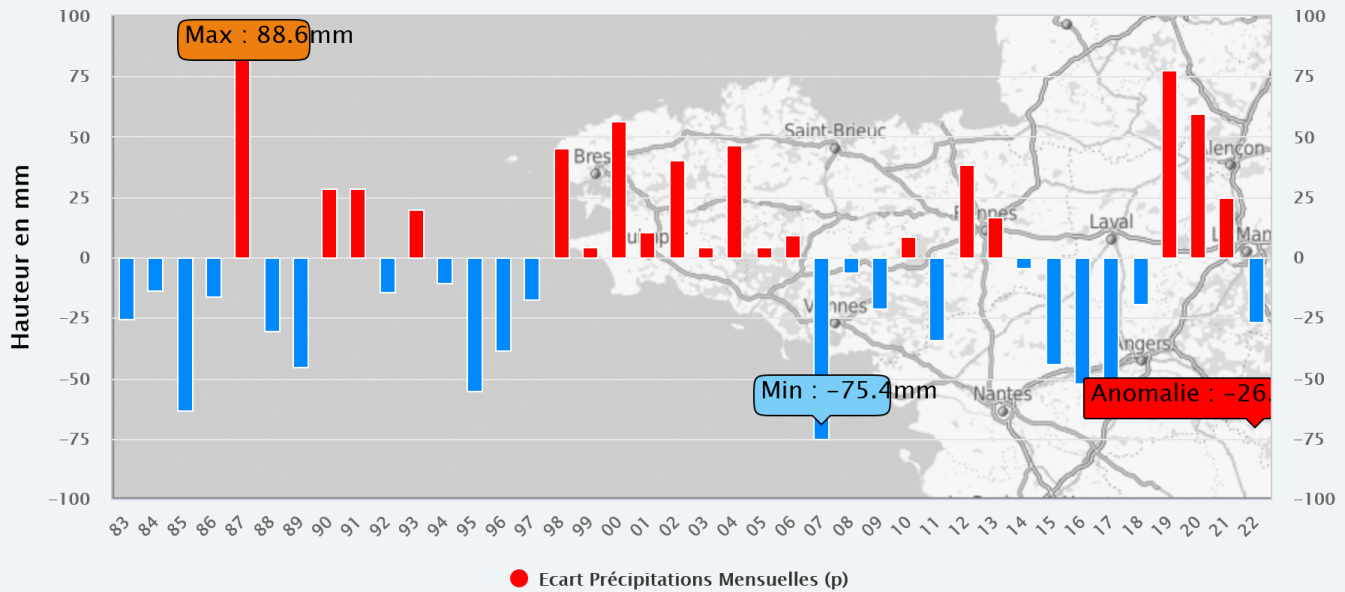 Max : 88.6mm
100
100
75
75
Saint-Brieuc
50
50
Alençon
25
25
Rennes
Laval
0
0
Hauteur en mm
Vannes
−25
−25
Angers
−50
−50
Min : −75.4mm
Nantes
Anomalie : −26.
−75
−75
−100
−100
83 84 85 86 87 88 89 90 91 92 93 94 95 96 97 98 99 00 01 02 03 04 05 06 07 08 09 10 11 12 13 14 15 16 17 18 19 20 21 22
Ecart Précipitations Mensuelles (p)